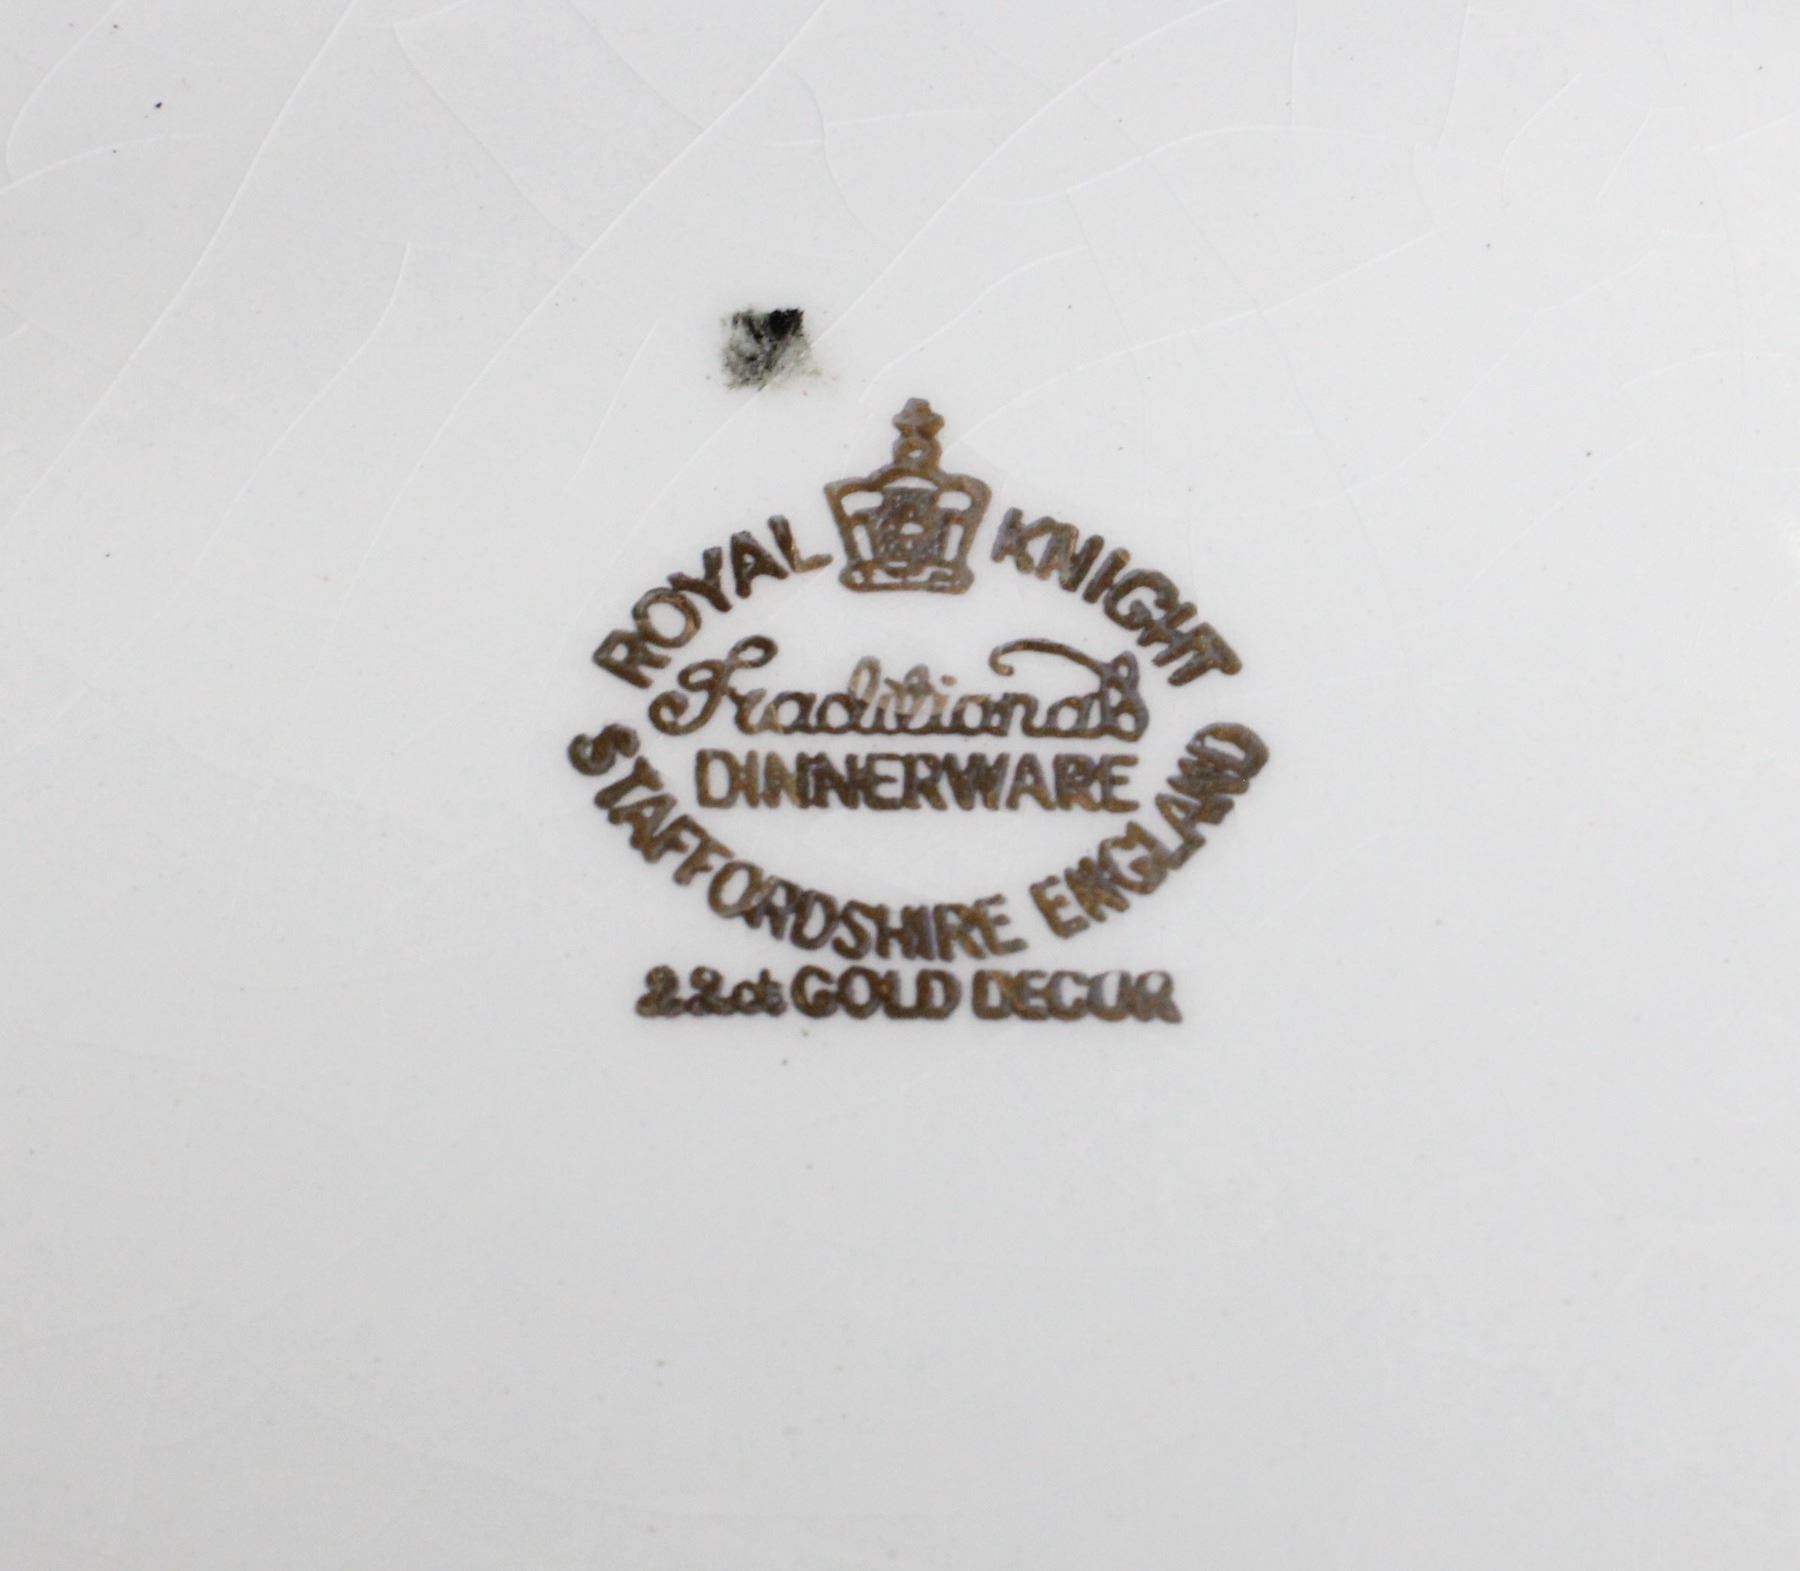 ROYAL KNIGHT
Traditional
DINNERWARE
STAFFORDSHIRE ENGLAND
22ct GOLD DECOR